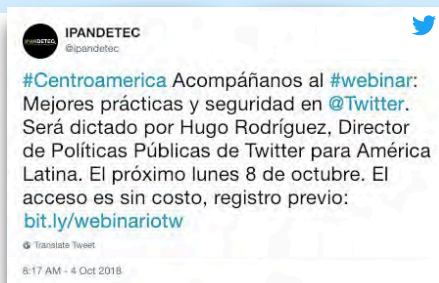 IPANDETEC
IPANDETEC
@ipandetec
#Centroamerica Acompáñanos al #webinar:
Mejores prácticas y seguridad en @Twitter.
Será dictado por Hugo Rodríguez, Director
de Políticas Públicas de Twitter para América
Latina. El próximo lunes 8 de octubre. El
acceso es sin costo, registro previo:
bit.ly/webinariotw
Translate Tweet
8:17 AM - 4 Oct 2018